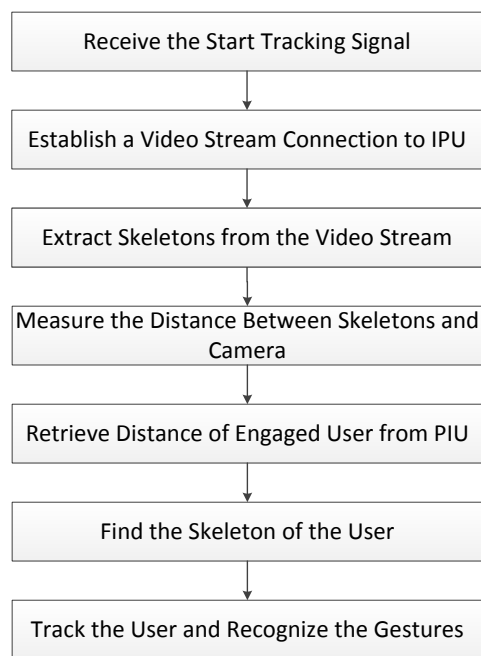 Receive the Start Tracking Signal
Establish a Video Stream Connection to IPU
Extract Skeletons from the Video Stream
Measure the Distance Between Skeletons and
Camera
Retrieve Distance of Engaged User from PIU
Find the Skeleton of the User
Track the User and Recognize the Gestures